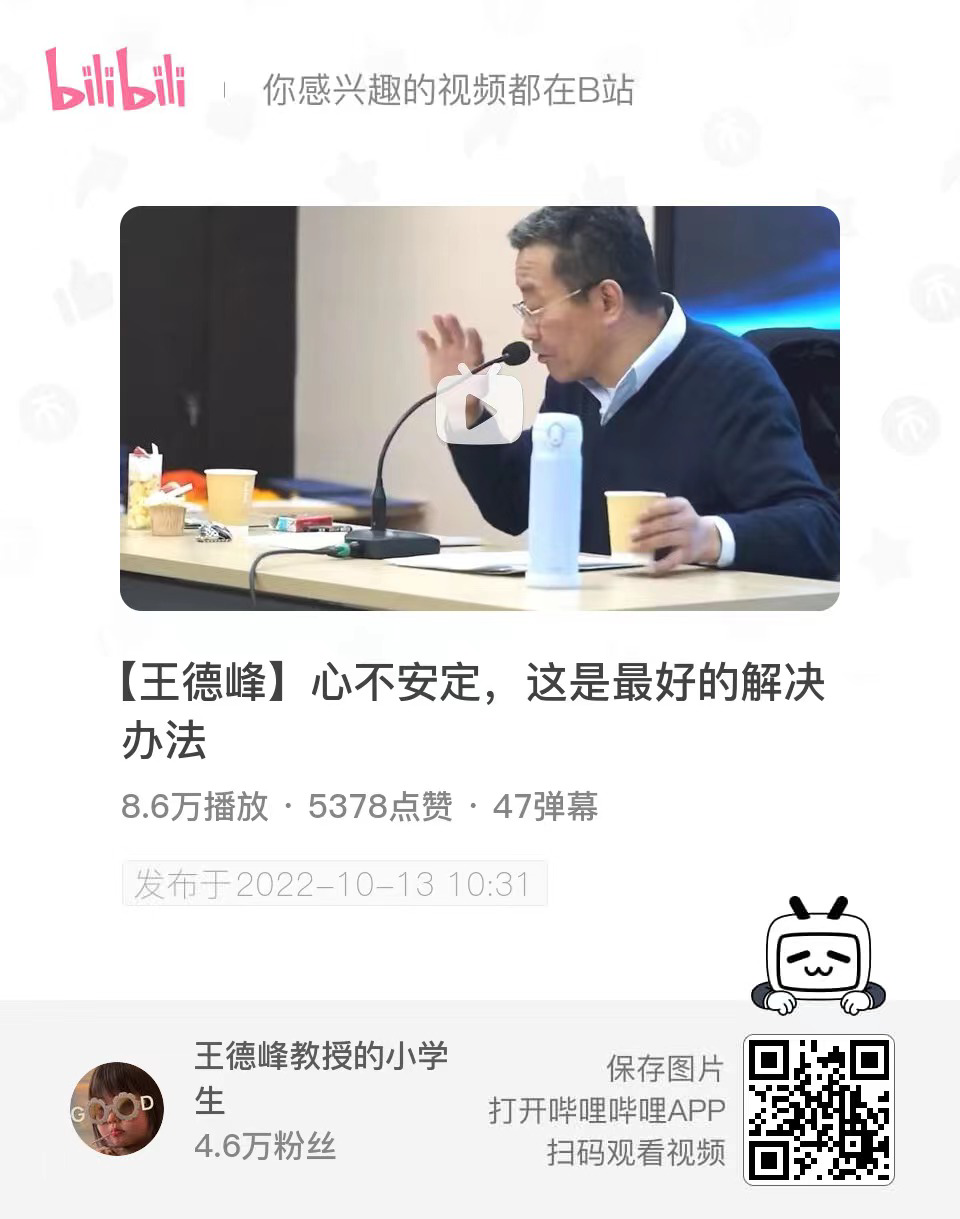 bilibili
你感兴趣的视频都在B站
【王德峰】心不安定，这是最好的解决
办法
8.6万播放 · 5378点赞 · 47弹幕
发布于2022-10-13 10:31
王德峰教授的小学
生
4.6万粉丝
GOOD
保存图片
打开哔哩哔哩APP
扫码观看视频